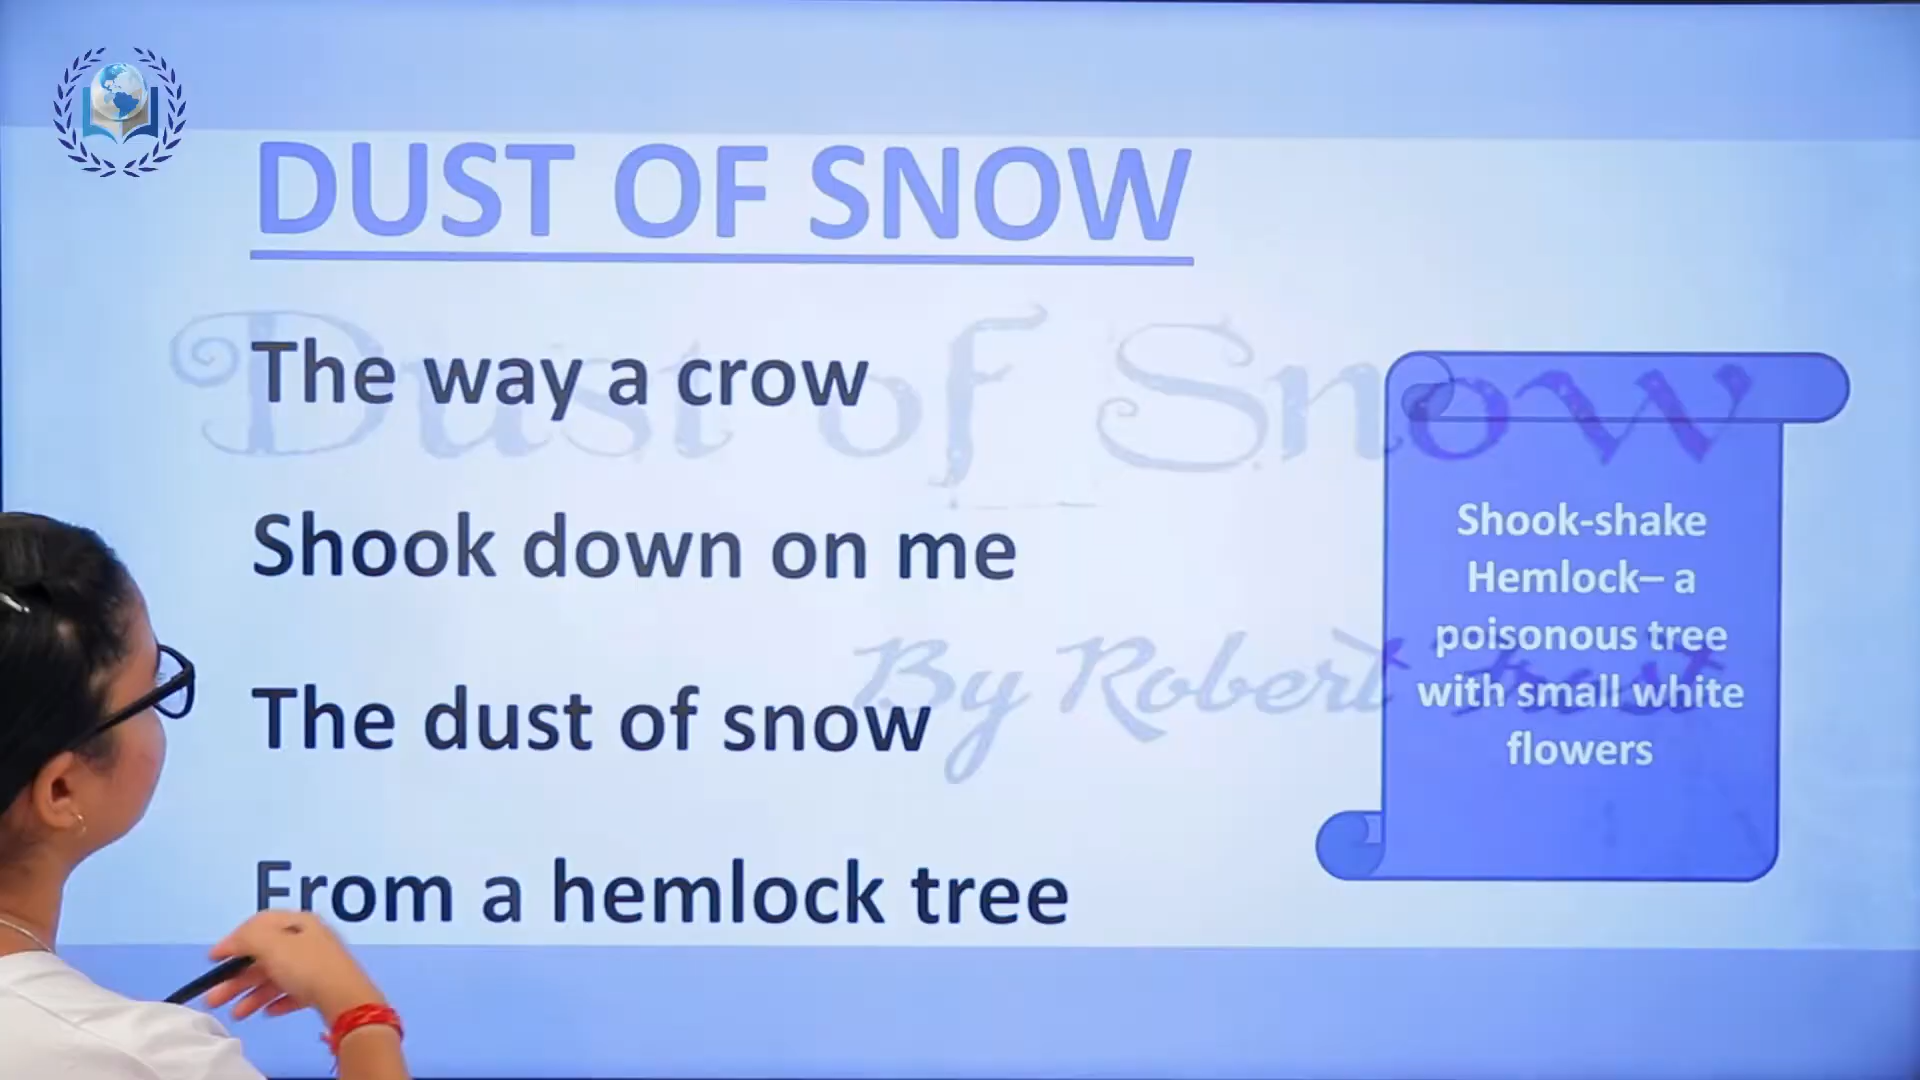 DUST OF SNOW
Dust of Snow
The way a crow
Shook down on me
The dust of snow
From a hemlock tree
By Robert Frost
Shook-shake
Hemlock– a
poisonous tree
with small white
flowers